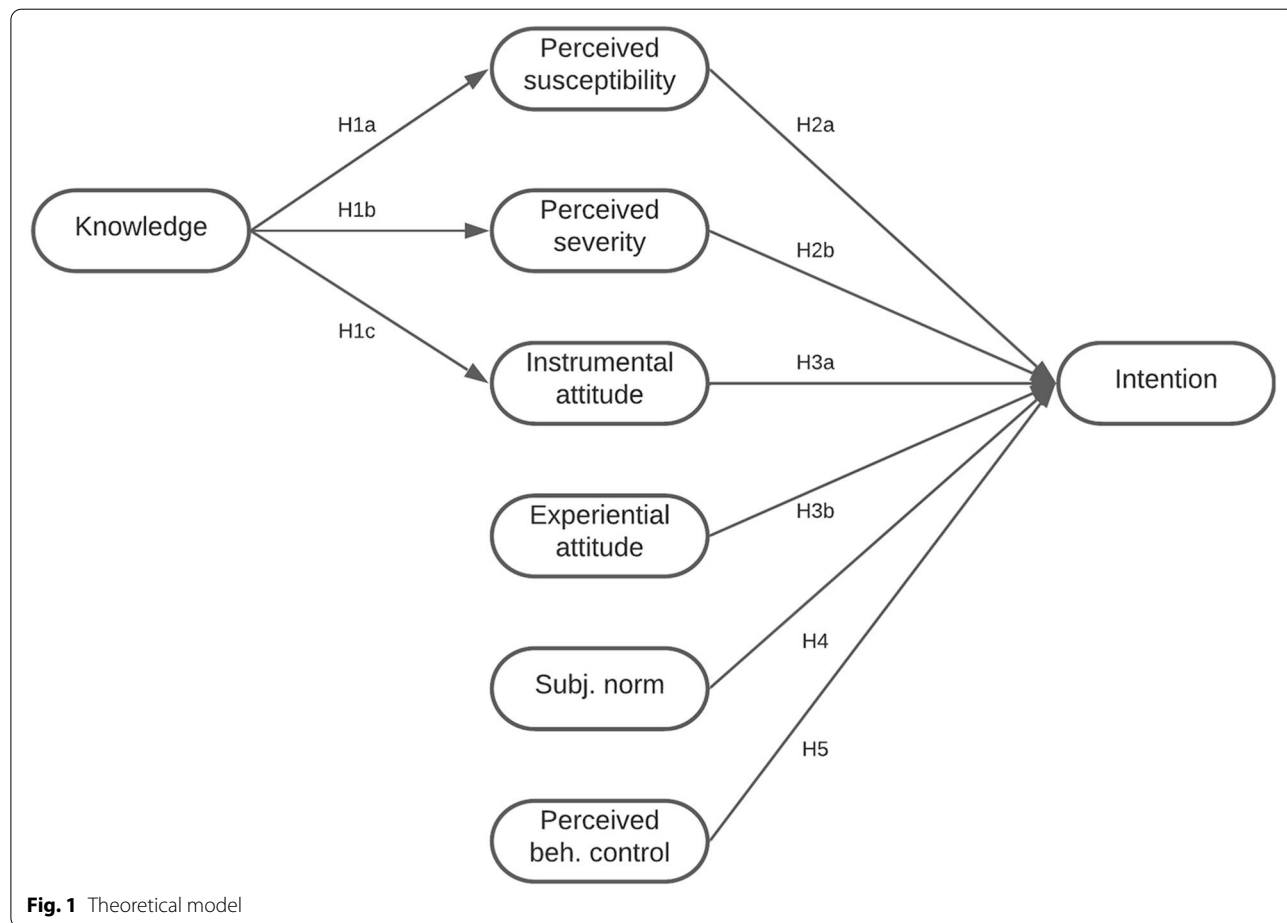 Perceived
susceptibility
H1a
H2a
Knowledge
H1b
Perceived
severity
H2b
H1c
Instrumental
attitude
H3a
Intention
Experiential
attitude
H3b
Subj. norm
H4
H5
Perceived
beh. control
Fig. 1 Theoretical model